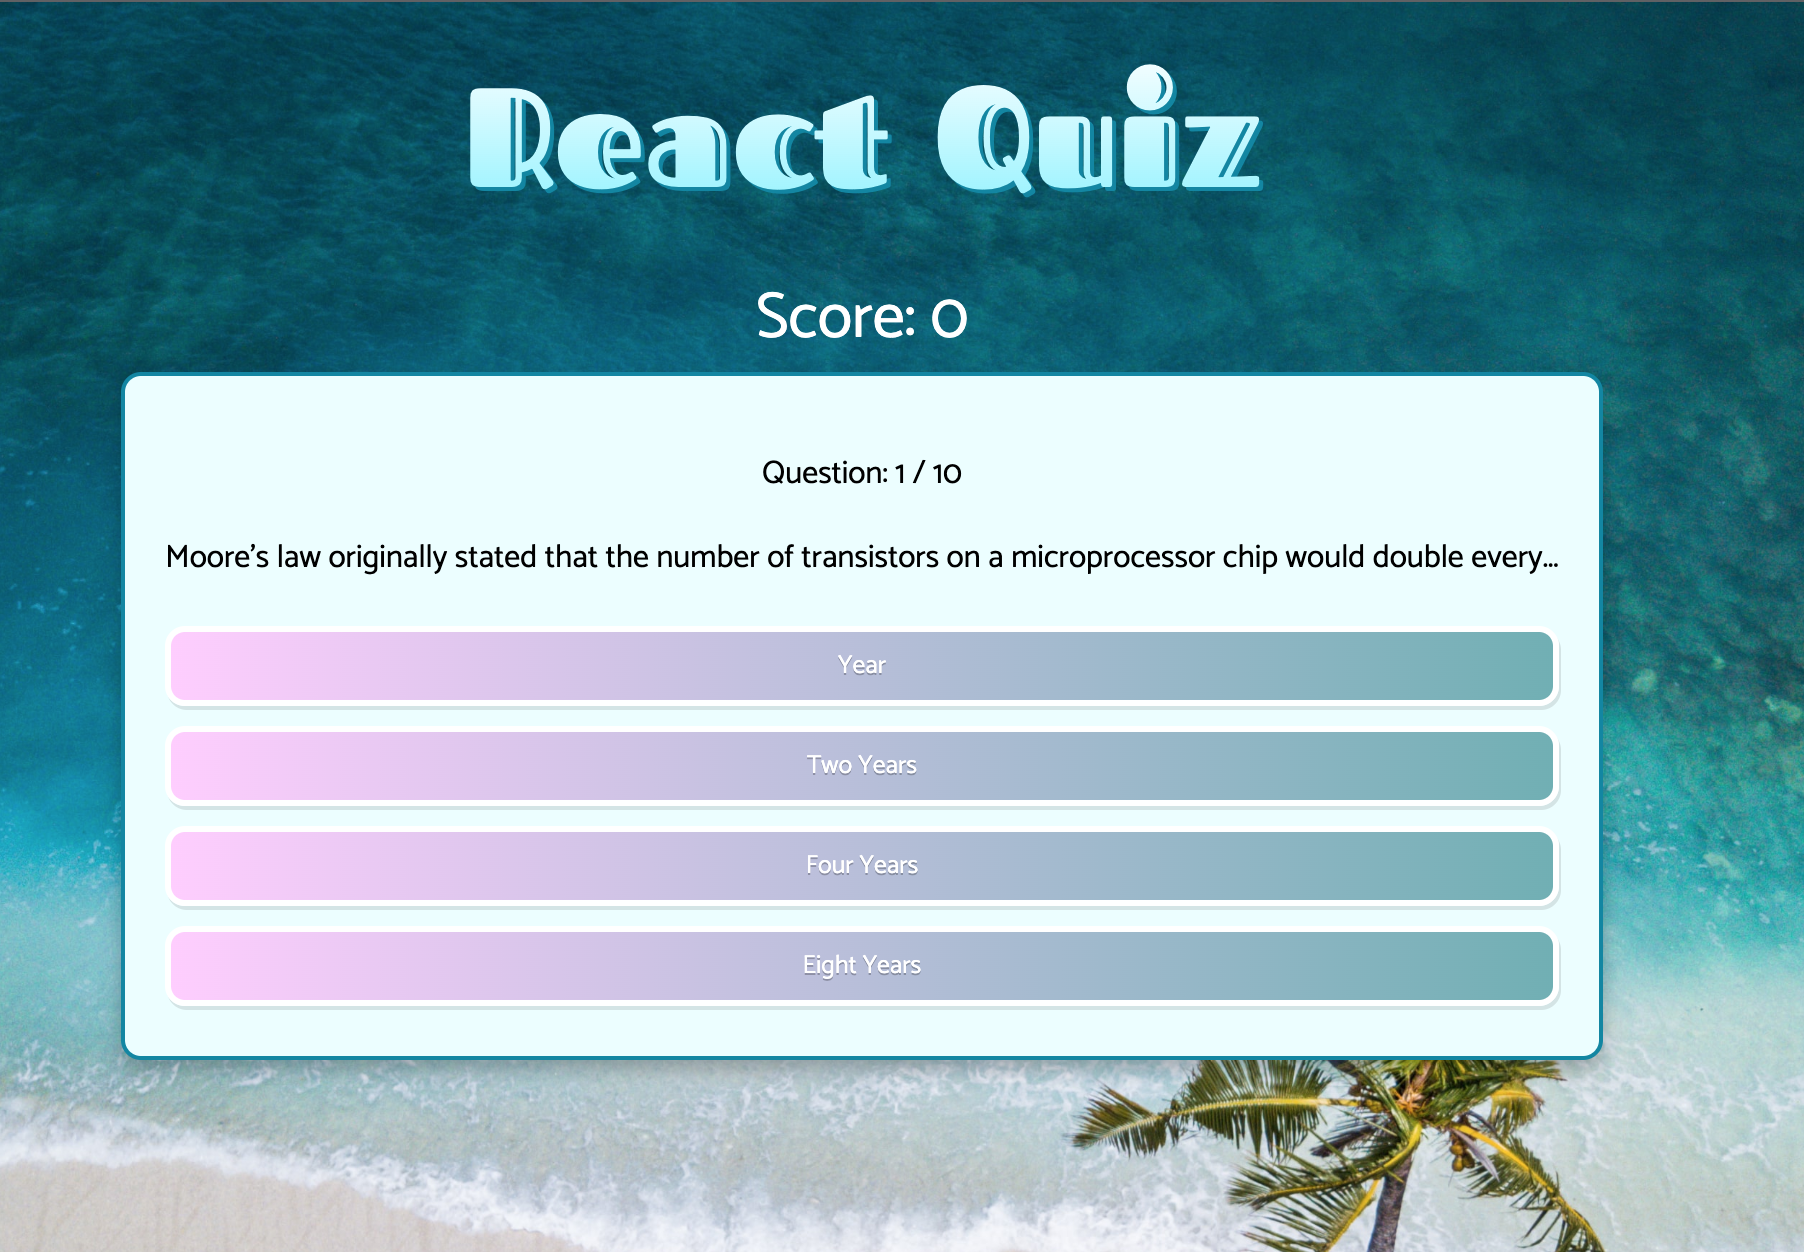 React Quiz
Score: 0
Question: 1 / 10
Moore’s law originally stated that the number of transistors on a microprocessor chip would double every...
Year
Two Years
Four Years
Eight Years